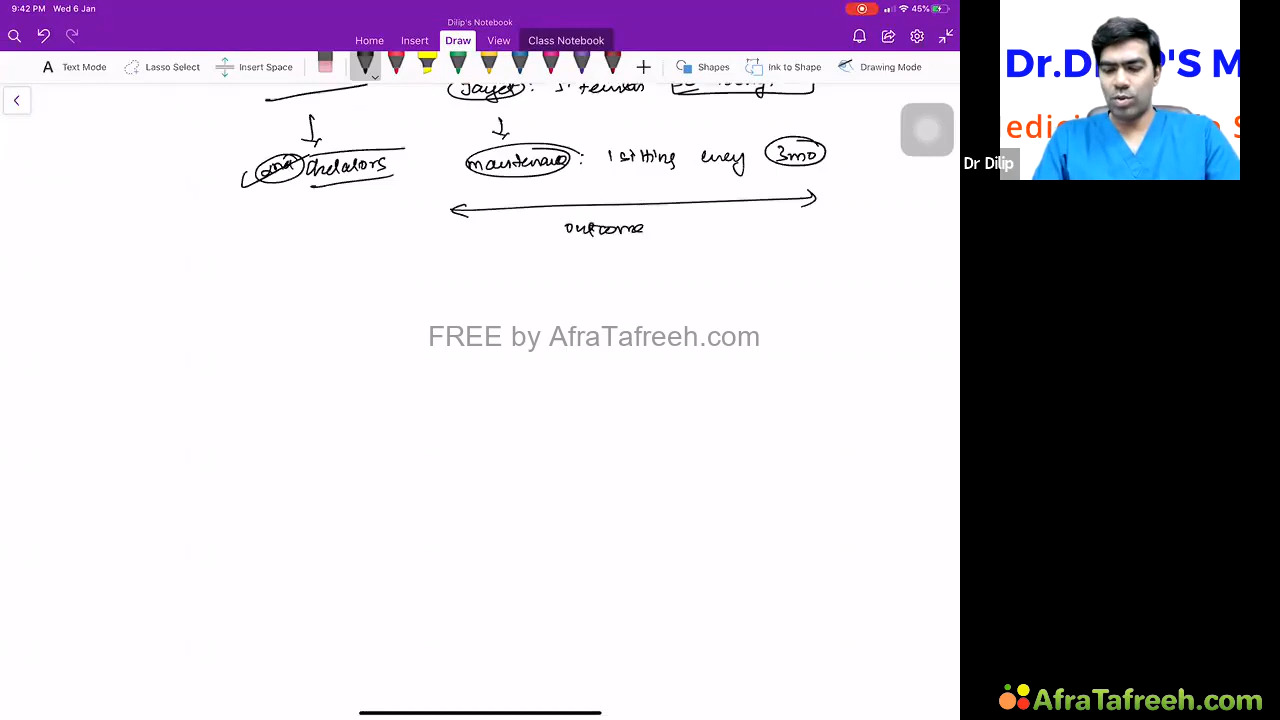 9:42 PM Wed 6 Jan
45%
Dilip's Notebook
Home Insert Draw View Class Notebook
Text Mode Lasso Select Insert Space Shapes Ink to Shape Drawing Mode
Chelators
maintenance : 1 sitting every 3mo
outcome
FREE by AfraTafreeh.com
Dr.D 'S M
edici S
Dr Dilip
AfraTafreeh.com